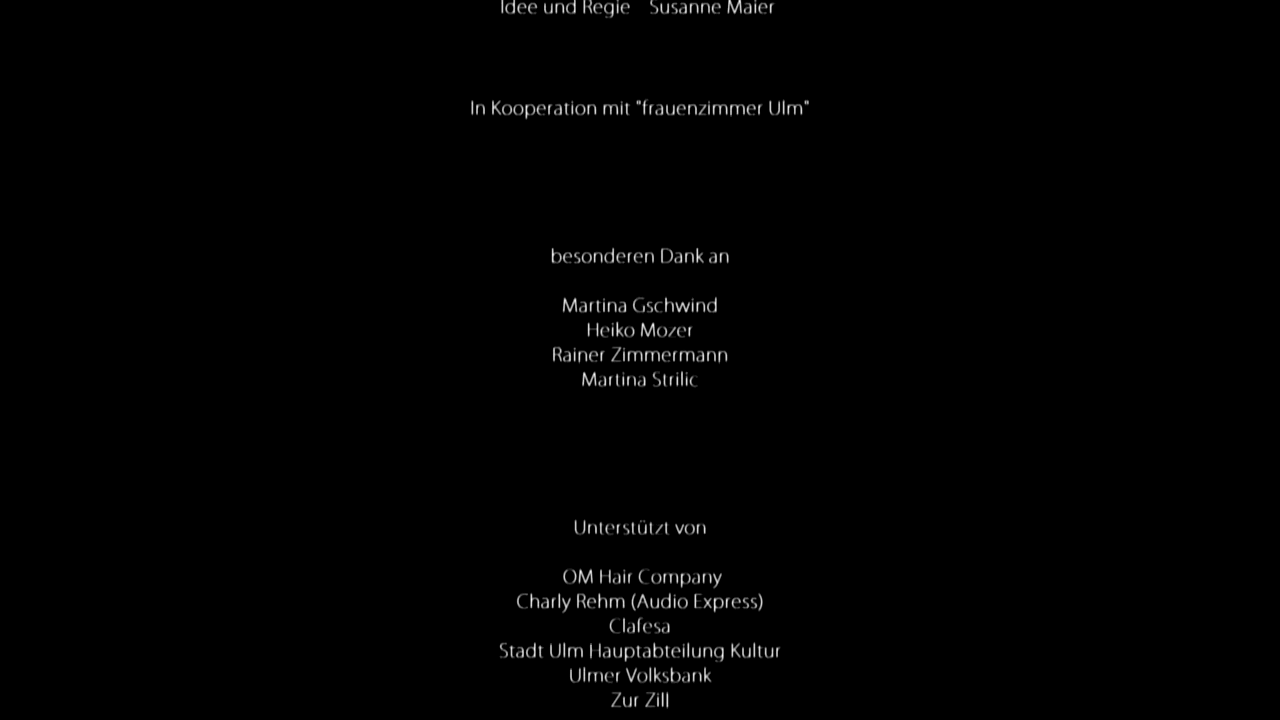 Idee und Regie Susanne Maier
In Kooperation mit "frauenzimmer Ulm"
besonderen Dank an
Martina Gschwind
Heiko Mozer
Rainer Zimmermann
Martina Strilic
Unterstützt von
OM Hair Company
Charly Rehm (Audio Express)
Clafesa
Stadt Ulm Hauptabteilung Kultur
Ulmer Volksbank
Zur Zill